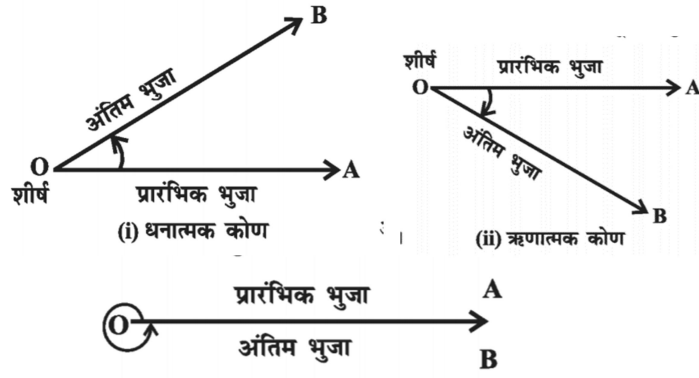 B
अंतिम भुजा
O
A
शीर्ष
प्रारंभिक भुजा
(i) धनात्मक कोण
शीर्ष
प्रारंभिक भुजा
O
A
अंतिम भुजा
B
(ii) ऋणात्मक कोण
प्रारंभिक भुजा
A
O
अंतिम भुजा
B